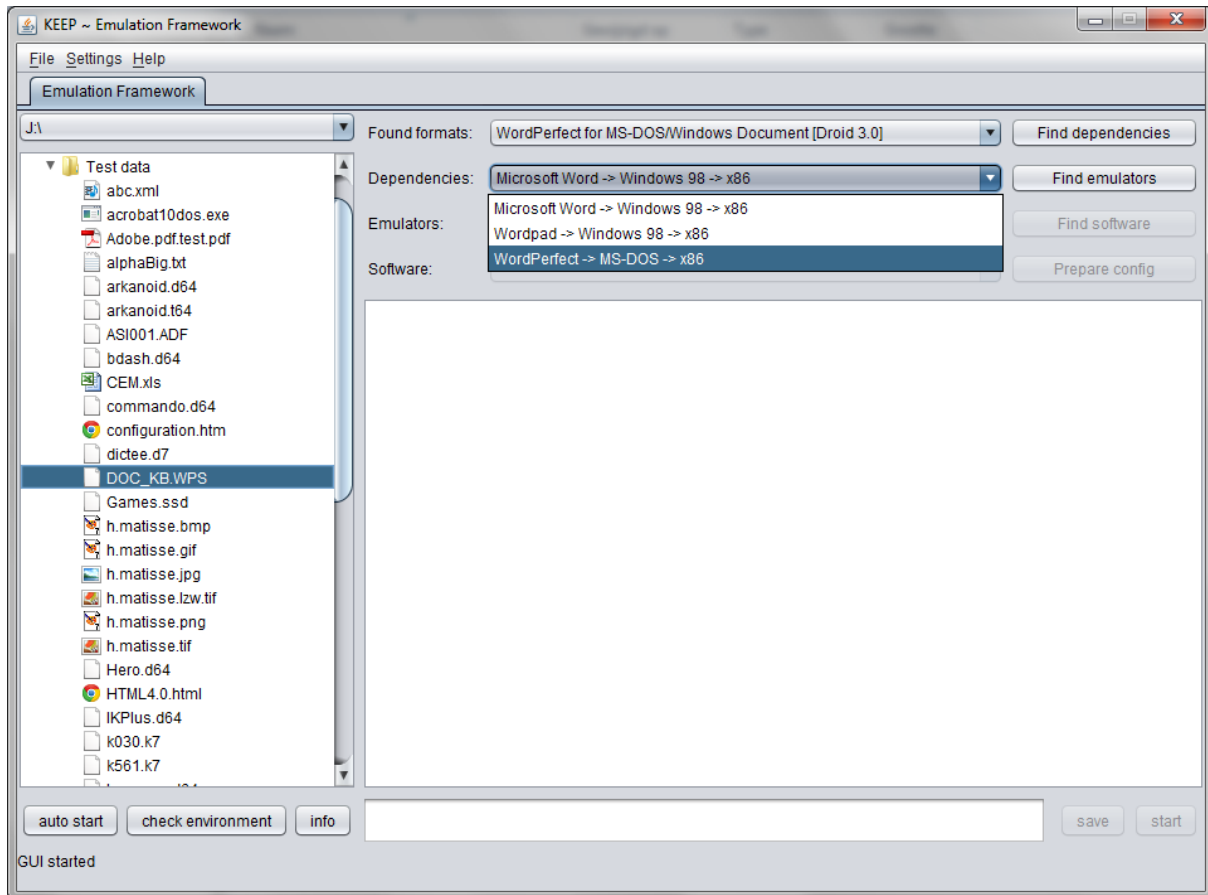 KEEP ~ Emulation Framework
File Settings Help
Emulation Framework
J:\
Test data
abc.xml
acrobat10dos.exe
Adobe.pdf.test.pdf
alphaBig.txt
arkanoid.d64
arkanoid.t64
ASI001.ADF
bdash.d64
CEM.xls
commando.d64
configuration.htm
dictee.d7
DOC_KB.WPS
Games.ssd
h.matisse.bmp
h.matisse.gif
h.matisse.jpg
h.matisse.lzw.tif
h.matisse.png
h.matisse.tif
Hero.d64
HTML4.0.html
IKPlus.d64
k030.k7
k561.k7
Found formats: WordPerfect for MS-DOS/Windows Document [Droid 3.0] Find dependencies
Dependencies: Microsoft Word -> Windows 98 -> x86 Find emulators
Microsoft Word -> Windows 98 -> x86
Emulators: Find software
Wordpad -> Windows 98 -> x86
WordPerfect -> MS-DOS -> x86
Software: Prepare config
auto start check environment info save start
GUI started